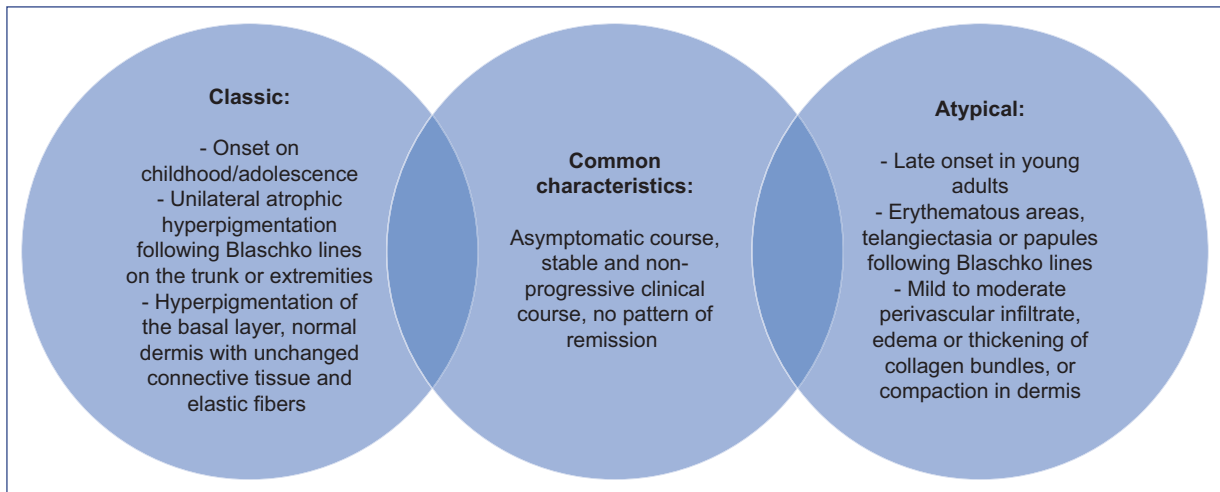 Classic:
- Onset on
childhood/adolescence
- Unilateral atrophic
hyperpigmentation
following Blaschko lines
on the trunk or extremities
- Hyperpigmentation of
the basal layer, normal
dermis with unchanged
connective tissue and
elastic fibers
Common
characteristics:
Asymptomatic course,
stable and non-
progressive clinical
course, no pattern of
remission
Atypical:
- Late onset in young
adults
- Erythematous areas,
telangiectasia or papules
following Blaschko lines
- Mild to moderate
perivascular infiltrate,
edema or thickening of
collagen bundles, or
compaction in dermis